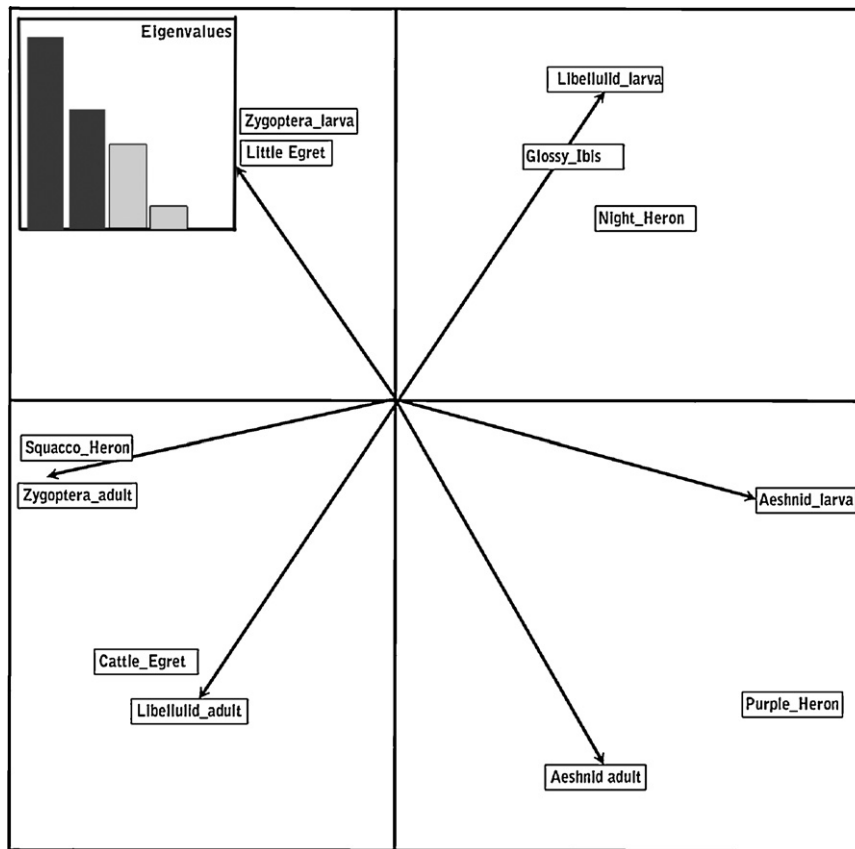 Eigenvalues
Libellulid_larva
Zygoptera_larva
Little Egret
Glossy_Ibis
Night_Heron
Squacco_Heron
Zygoptera_adult
Aeshnid_larva
Cattle_Egret
Libellulid_adult
Purple_Heron
Aeshnid adult